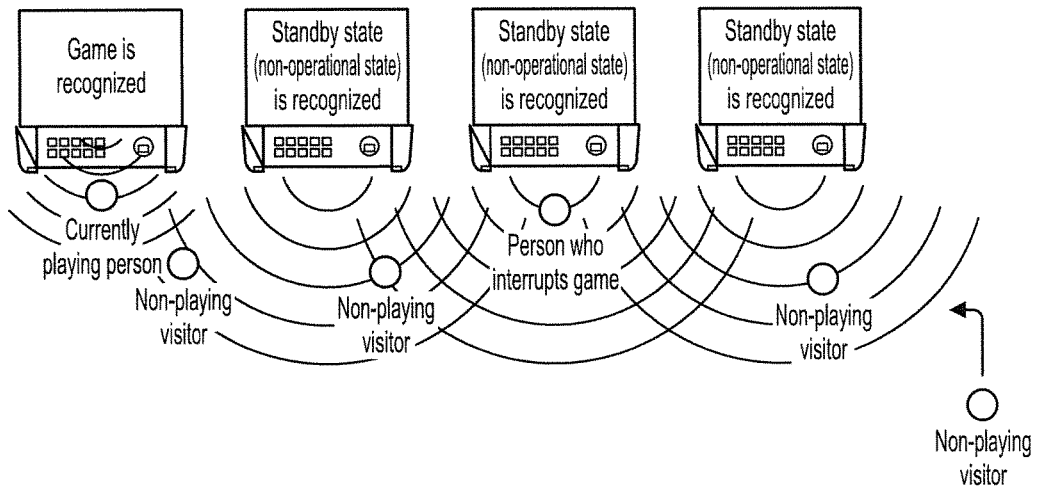 Game is
recognized
Standby state
(non-operational state)
is recognized
Standby state
(non-operational state)
is recognized
Standby state
(non-operational state)
is recognized
Currently
playing person
Non-playing
visitor
Non-playing
visitor
Person who
interrupts game
Non-playing
visitor
Non-playing
visitor